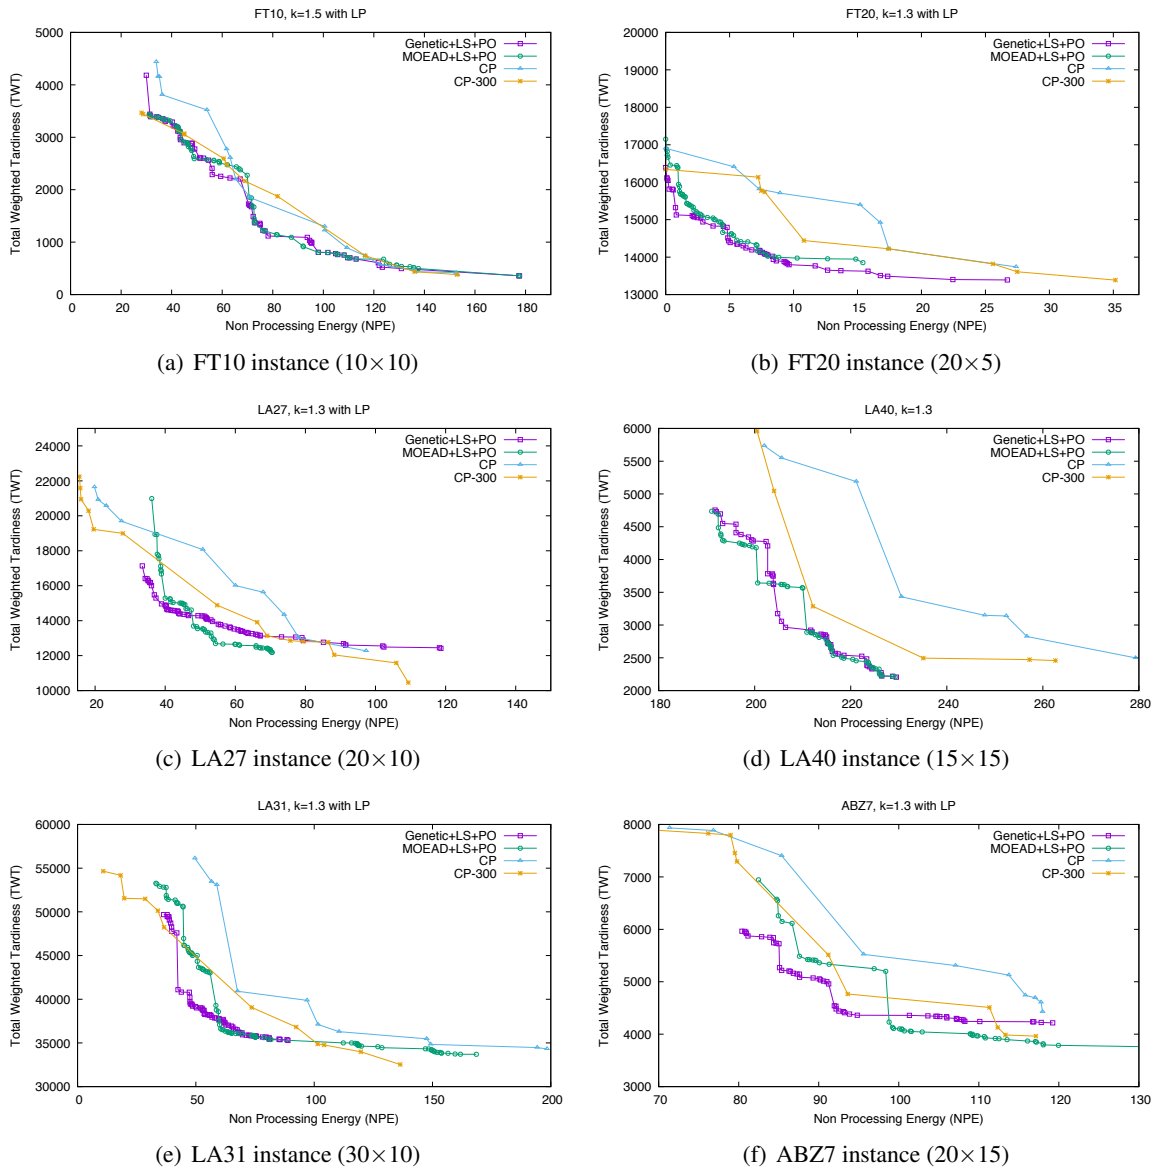 FT10, k=1.5 with LP
Total Weighted Tardiness (TWT)
5000
4000
3000
2000
1000
0
Genetic+LS+PO
MOEAD+LS+PO
CP
CP-300
0 20 40 60 80 100 120 140 160 180
Non Processing Energy (NPE)
(a) FT10 instance (10×10)
FT20, k=1.3 with LP
Total Weighted Tardiness (TWT)
20000
19000
18000
17000
16000
15000
14000
13000
Genetic+LS+PO
MOEAD+LS+PO
CP
CP-300
0 5 10 15 20 25 30 35
Non Processing Energy (NPE)
(b) FT20 instance (20×5)
LA27, k=1.3 with LP
Total Weighted Tardiness (TWT)
24000
22000
20000
18000
16000
14000
12000
10000
Genetic+LS+PO
MOEAD+LS+PO
CP
CP-300
20 40 60 80 100 120 140
Non Processing Energy (NPE)
(c) LA27 instance (20×10)
LA40, k=1.3
Total Weighted Tardiness (TWT)
6000
5500
5000
4500
4000
3500
3000
2500
2000
Genetic+LS+PO
MOEAD+LS+PO
CP
CP-300
180 200 220 240 260 280
Non Processing Energy (NPE)
(d) LA40 instance (15×15)
LA31, k=1.3 with LP
Total Weighted Tardiness (TWT)
60000
55000
50000
45000
40000
35000
30000
Genetic+LS+PO
MOEAD+LS+PO
CP
CP-300
0 50 100 150 200
Non Processing Energy (NPE)
(e) LA31 instance (30×10)
ABZ7, k=1.3 with LP
Total Weighted Tardiness (TWT)
8000
7000
6000
5000
4000
3000
Genetic+LS+PO
MOEAD+LS+PO
CP
CP-300
70 80 90 100 110 120 130
Non Processing Energy (NPE)
(f) ABZ7 instance (20×15)